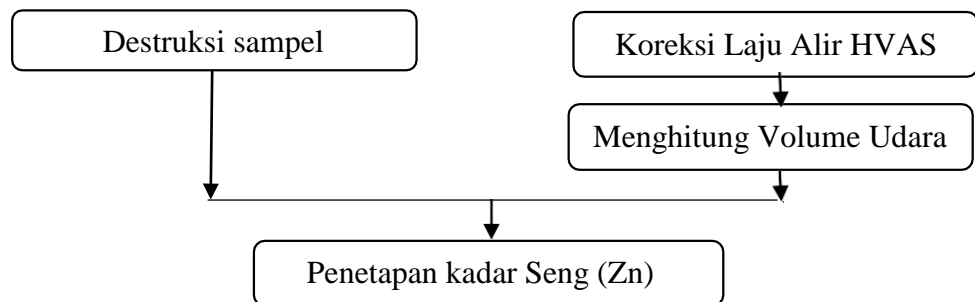 Destruksi sampel
Koreksi Laju Alir HVAS
Menghitung Volume Udara
Penetapan kadar Seng (Zn)